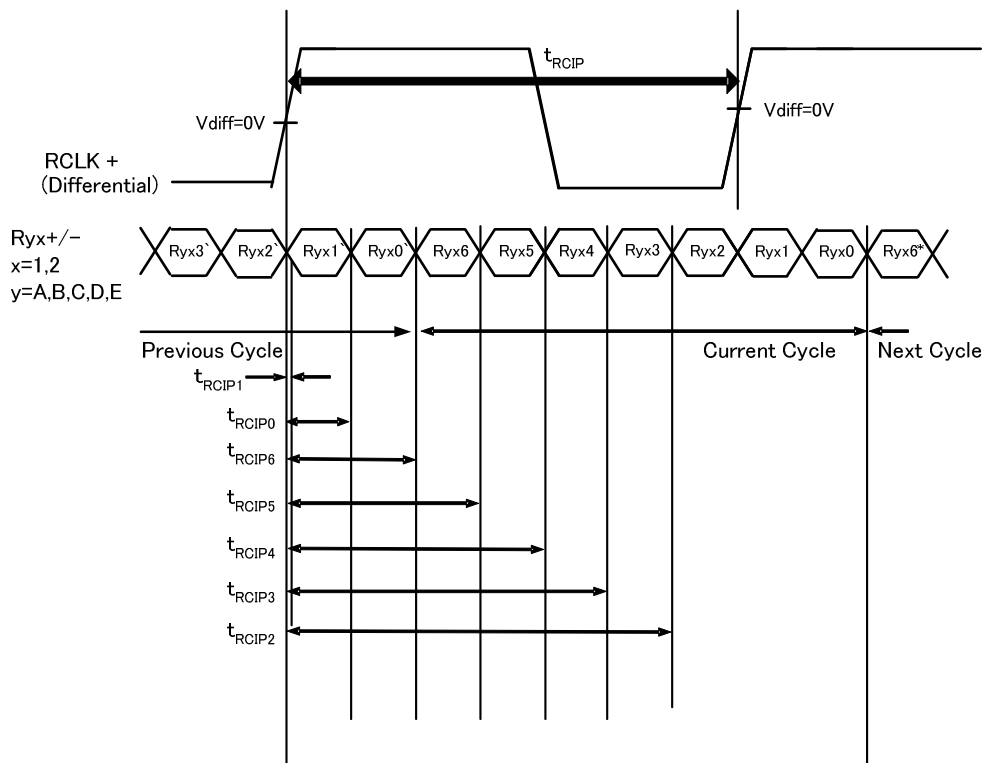 tRCIP
Vdiff=0V
Vdiff=0V
RCLK +
(Differential)
Ryx+/-
x=1,2
y=A,B,C,D,E
Ryx3` Ryx2` Ryx1` Ryx0` Ryx6 Ryx5 Ryx4 Ryx3 Ryx2 Ryx1 Ryx0 Ryx6*
Previous Cycle Current Cycle Next Cycle
tRCIP1
tRCIP0
tRCIP6
tRCIP5
tRCIP4
tRCIP3
tRCIP2